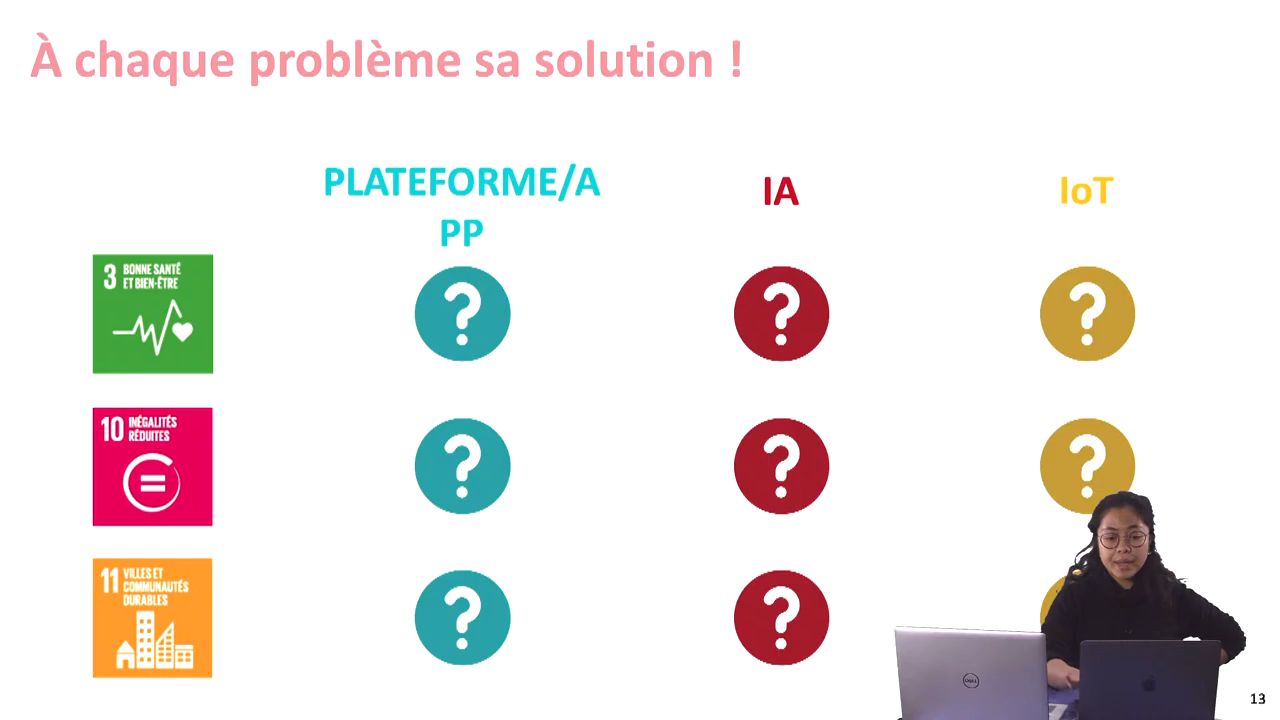 À chaque problème sa solution !
PLATEFORME/A
PP
IA
IoT
3 BONNE SANTÉ
ET BIEN-ÊTRE
?
?
?
10 INÉGALITÉS
RÉDUITES
?
?
?
11 VILLES ET
COMMUNAUTÉS
DURABLES
?
?
DELL
13